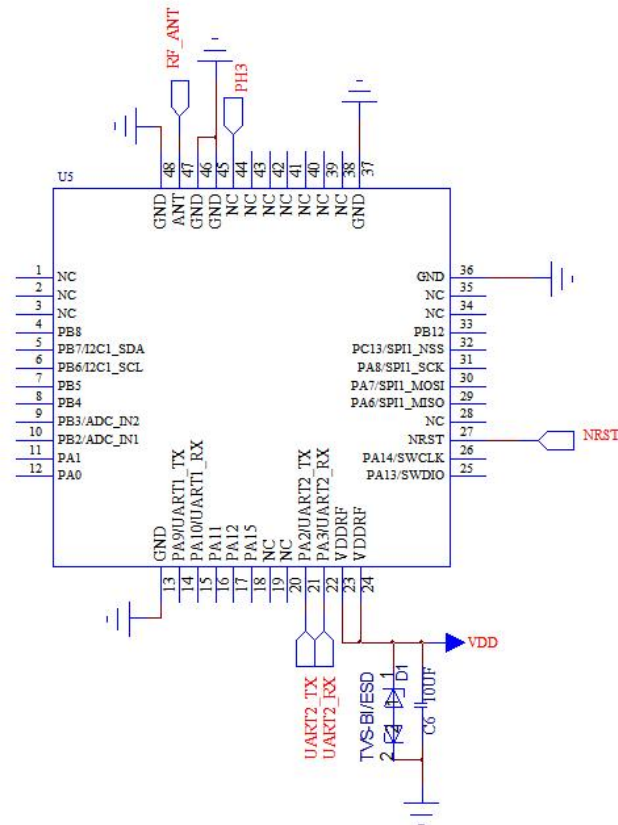 RF_ANT
PH3
U5
48
47
46
45
44
43
42
41
40
39
38
37
GND
ANT
GND
GND
NC
NC
NC
NC
NC
NC
NC
GND
1 NC
2 NC
3 NC
4 PB8
5 PB7/I2C1_SDA
6 PB6/I2C1_SCL
7 PB5
8 PB4
9 PB3/ADC_IN2
10 PB2/ADC_IN1
11 PA1
12 PA0
GND 36
NC 35
NC 34
PB12 33
PC13/SPI1_NSS 32
PA8/SPI1_SCK 31
PA7/SPI1_MOSI 30
PA6/SPI1_MISO 29
NC 28
NRST 27
NRST
PA14/SWCLK 26
PA13/SWDIO 25
GND
PA9/UART1_TX
PA10/UART1_RX
PA11
PA12
PA15
NC
NC
PA2/UART2_TX
PA3/UART2_RX
VDDRF
VDDRF
13
14
15
16
17
18
19
20
21
22
23
24
UART2_TX
UART2_RX
VDD
TVS-BI/ESD
2
1
D1
C6
10UF